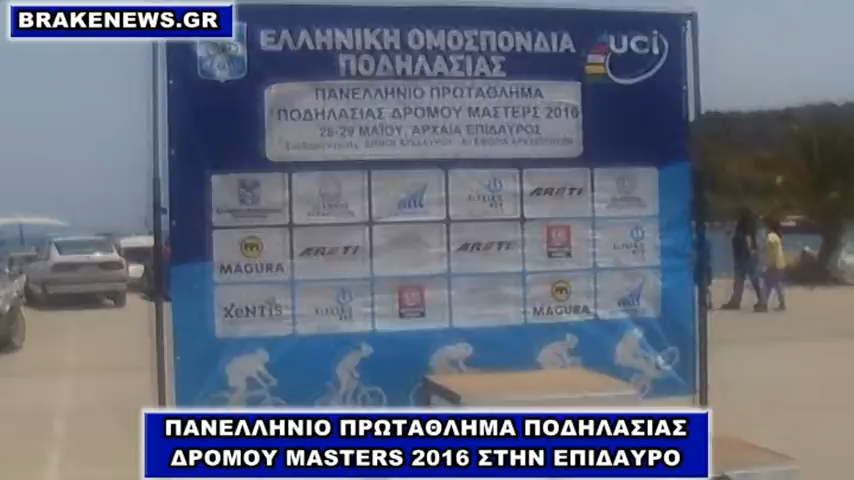 BRAKENEWS.GR
ΕΛΛΗΝΙΚΗ ΟΜΟΣΠΟΝΔΙΑ
ΠΟΔΗΛΑΣΙΑΣ
UCi
ΠΑΝΕΛΛΗΝΙΟ ΠΡΩΤΑΘΛΗΜΑ
ΠΟΔΗΛΑΣΙΑΣ ΔΡΟΜΟΥ MASTERS 2016
28-29 ΜΑΪΟΥ, ΑΡΧΑΙΑ ΕΠΙΔΑΥΡΟΣ
ARETI
MAGURA
ARETI
ARETI
XeNTiS
MAGURA
ΠΑΝΕΛΛΗΝΙΟ ΠΡΩΤΑΘΛΗΜΑ ΠΟΔΗΛΑΣΙΑΣ
ΔΡΟΜΟΥ MASTERS 2016 ΣΤΗΝ ΕΠΙΔΑΥΡΟ